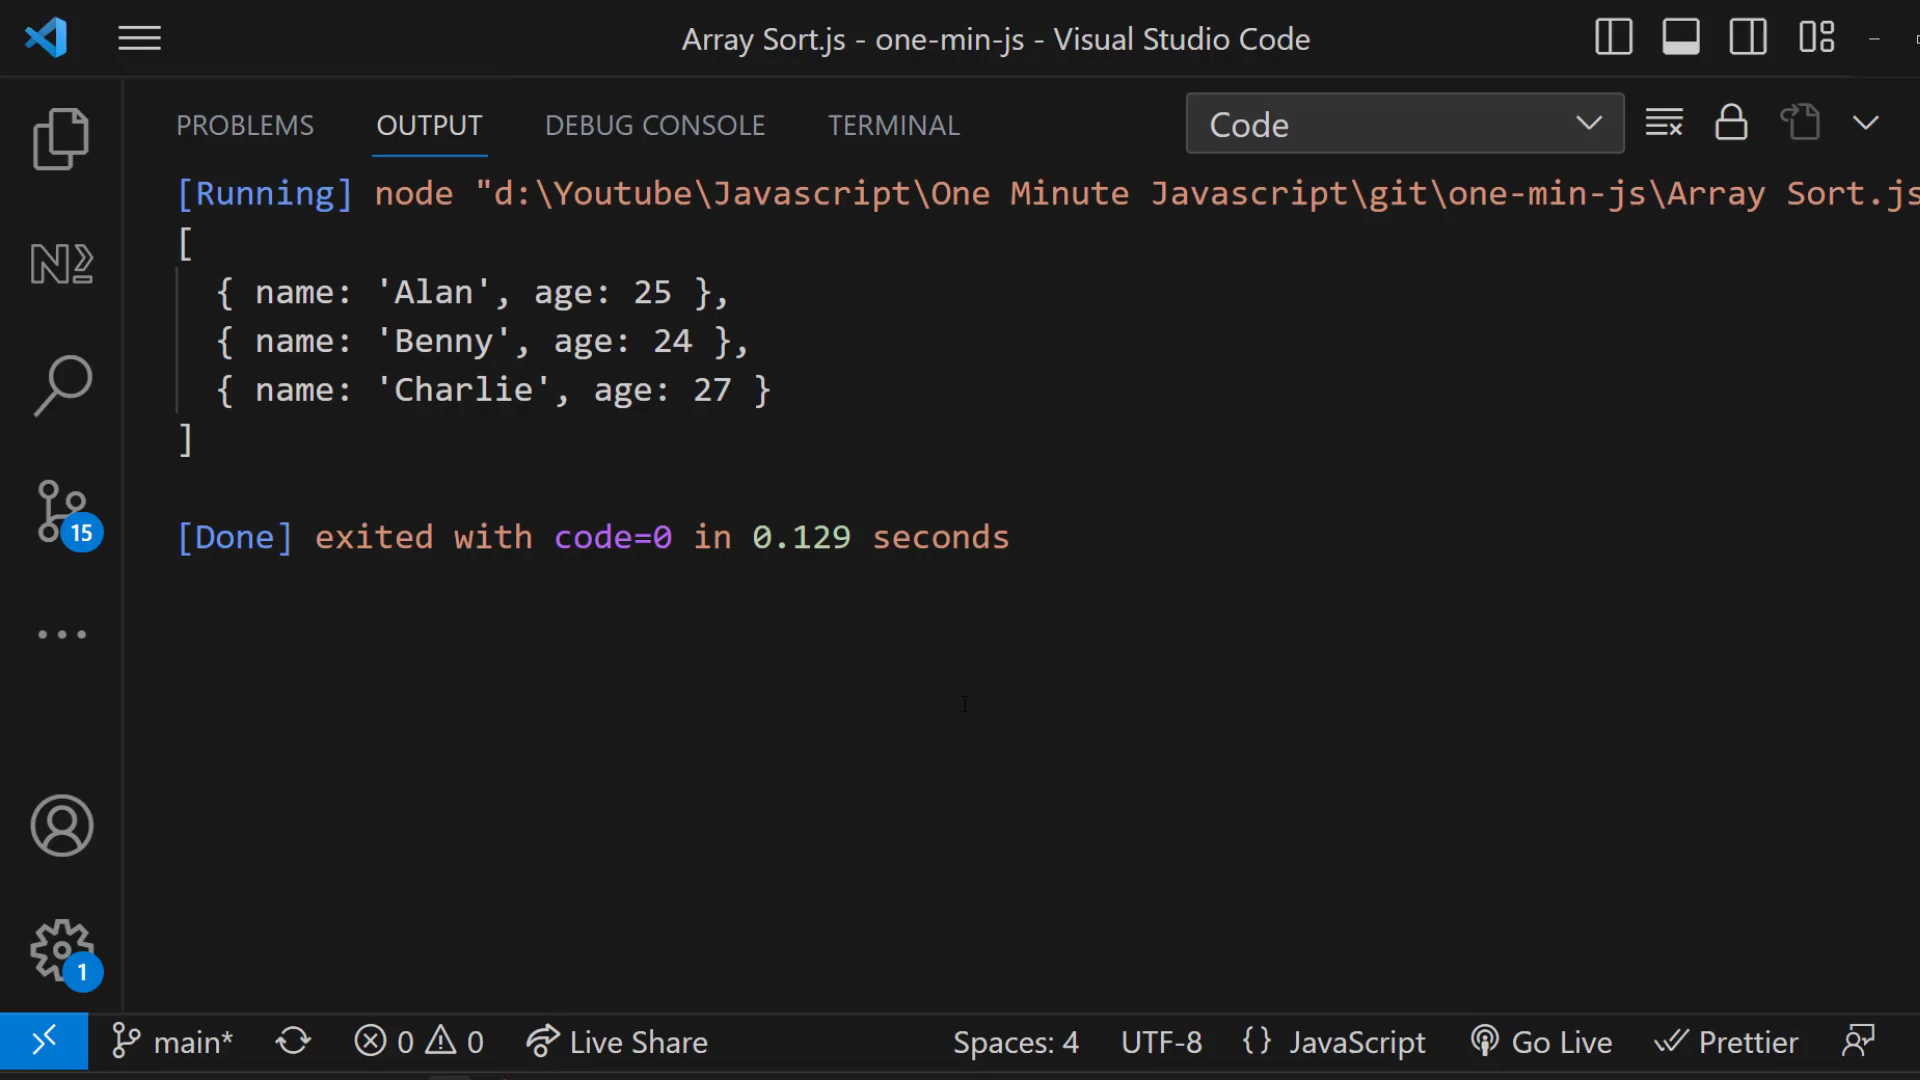 Array Sort.js - one-min-js - Visual Studio Code
PROBLEMS OUTPUT DEBUG CONSOLE TERMINAL Code
[Running] node "d:\Youtube\Javascript\One Minute Javascript\git\one-min-js\Array Sort.js
[
{ name: 'Alan', age: 25 },
{ name: 'Benny', age: 24 },
{ name: 'Charlie', age: 27 }
]
15
[Done] exited with code=0 in 0.129 seconds
1
main* 0 0 Live Share Spaces: 4 UTF-8 {} JavaScript Go Live Prettier